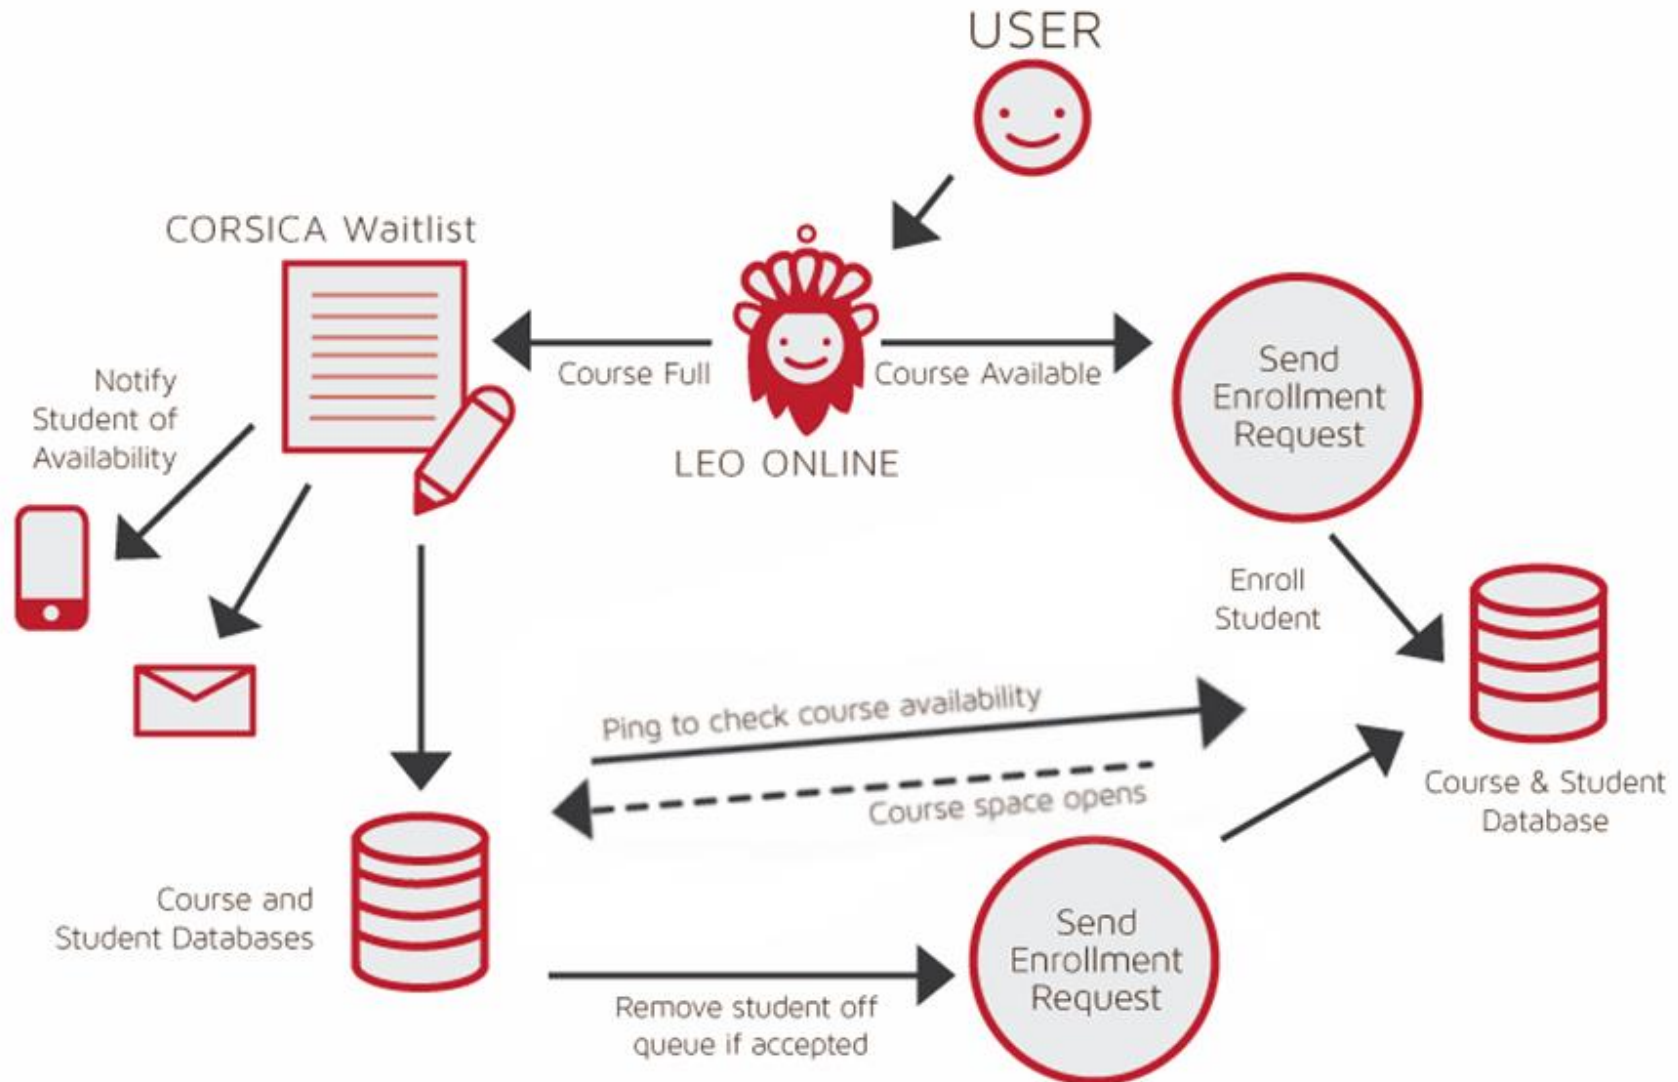 USER
CORSICA Waitlist
Course Full
Course Available
LEO ONLINE
Send
Enrollment
Request
Notify
Student of
Availability
Enroll
Student
Ping to check course availability
Course space opens
Course & Student
Database
Course and
Student Databases
Remove student off
queue if accepted
Send
Enrollment
Request